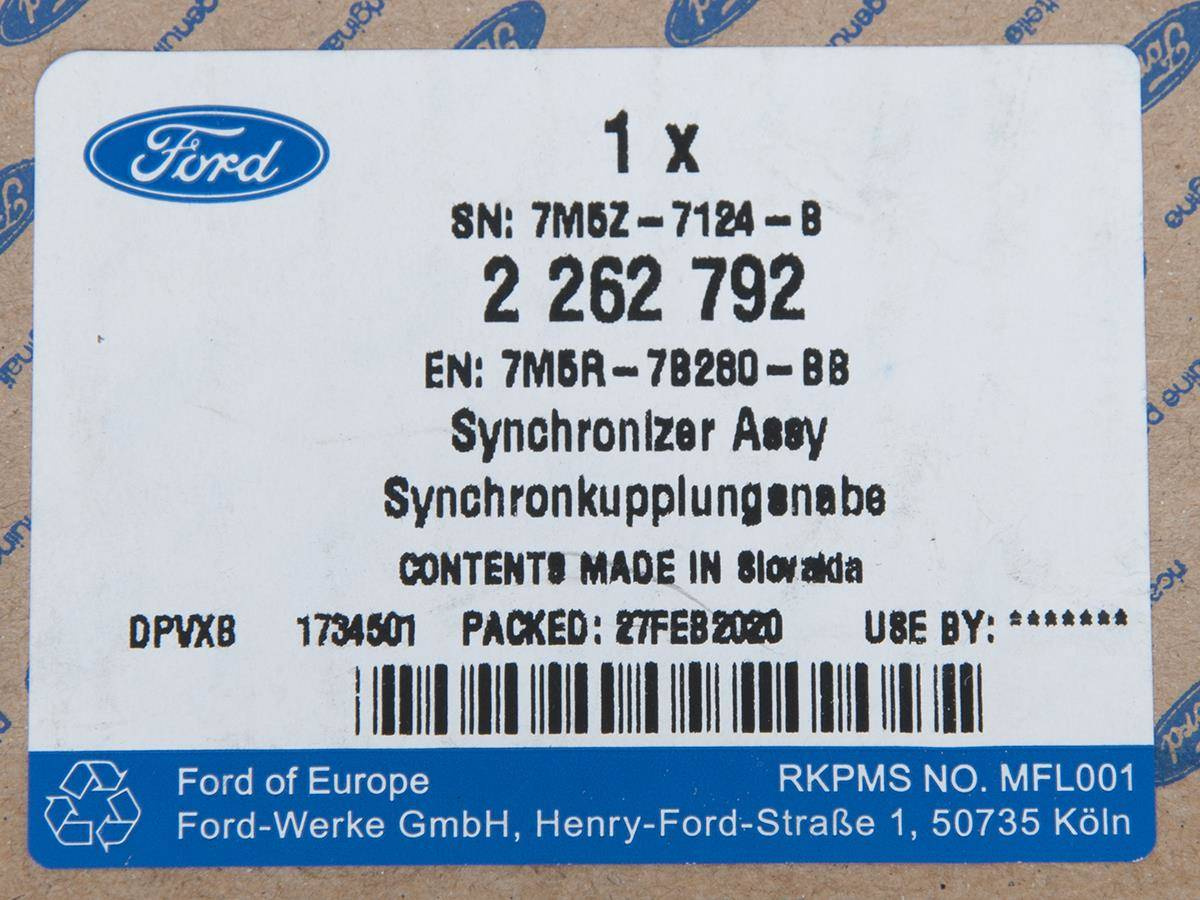 Ford
1 x
SN: 7M5Z-7124-B
2 262 792
EN: 7M5R-7B280-BB
Synchronizer Assy
Synchronkupplungsnabe
CONTENTS MADE IN Slovakia
DPVXB 1734501 PACKED: 27FEB2020 USE BY: *******
Ford of Europe RKPMS NO. MFL001
Ford-Werke GmbH, Henry-Ford-Straße 1, 50735 Köln